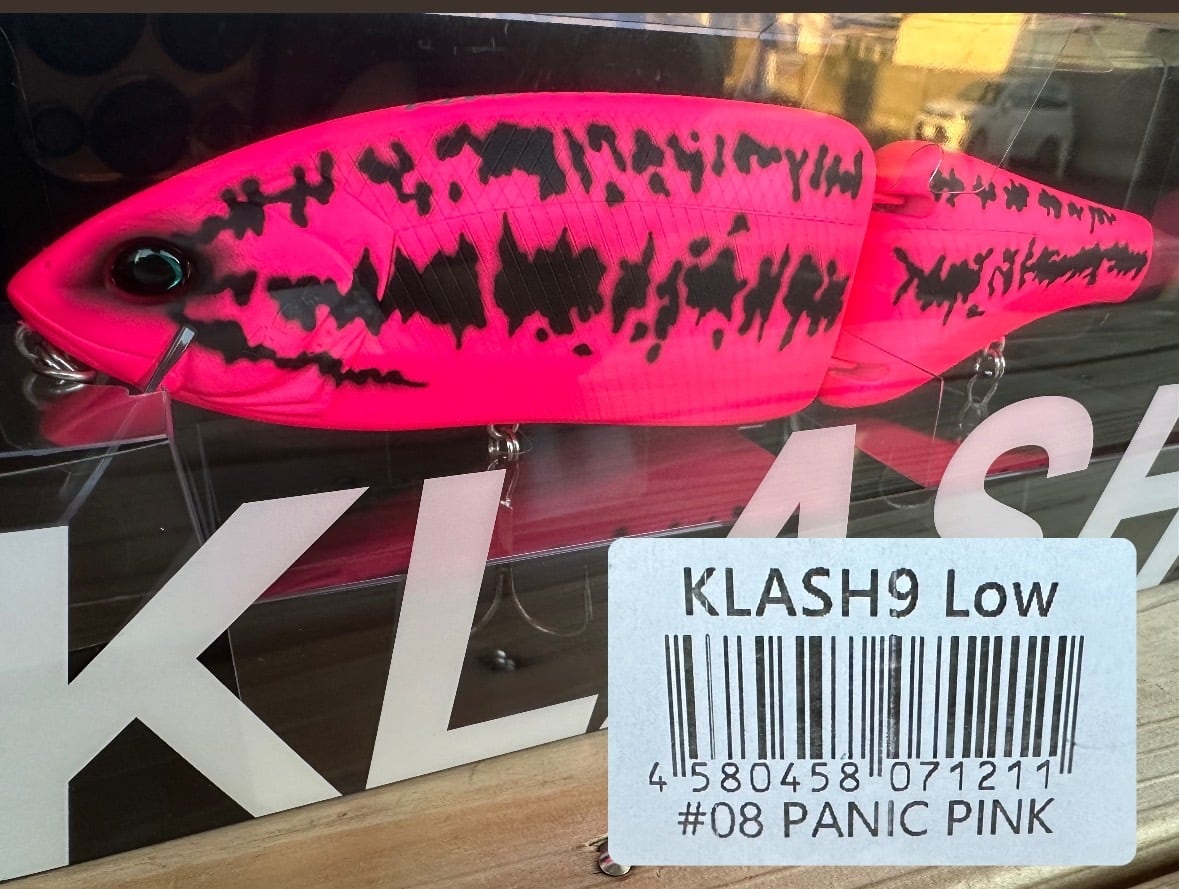 KLASH
KLASH9 Low
4 580458 071211
#08 PANIC PINK